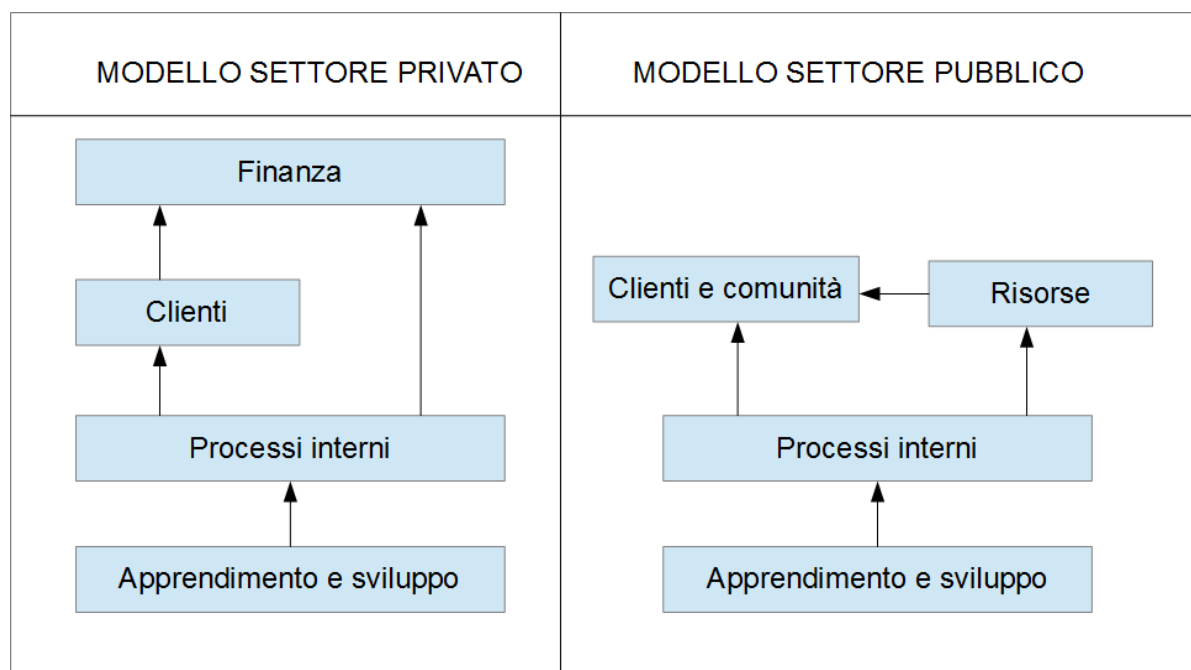 MODELLO SETTORE PRIVATO
Finanza
Clienti
Processi interni
Apprendimento e sviluppo
MODELLO SETTORE PUBBLICO
Clienti e comunità
Risorse
Processi interni
Apprendimento e sviluppo